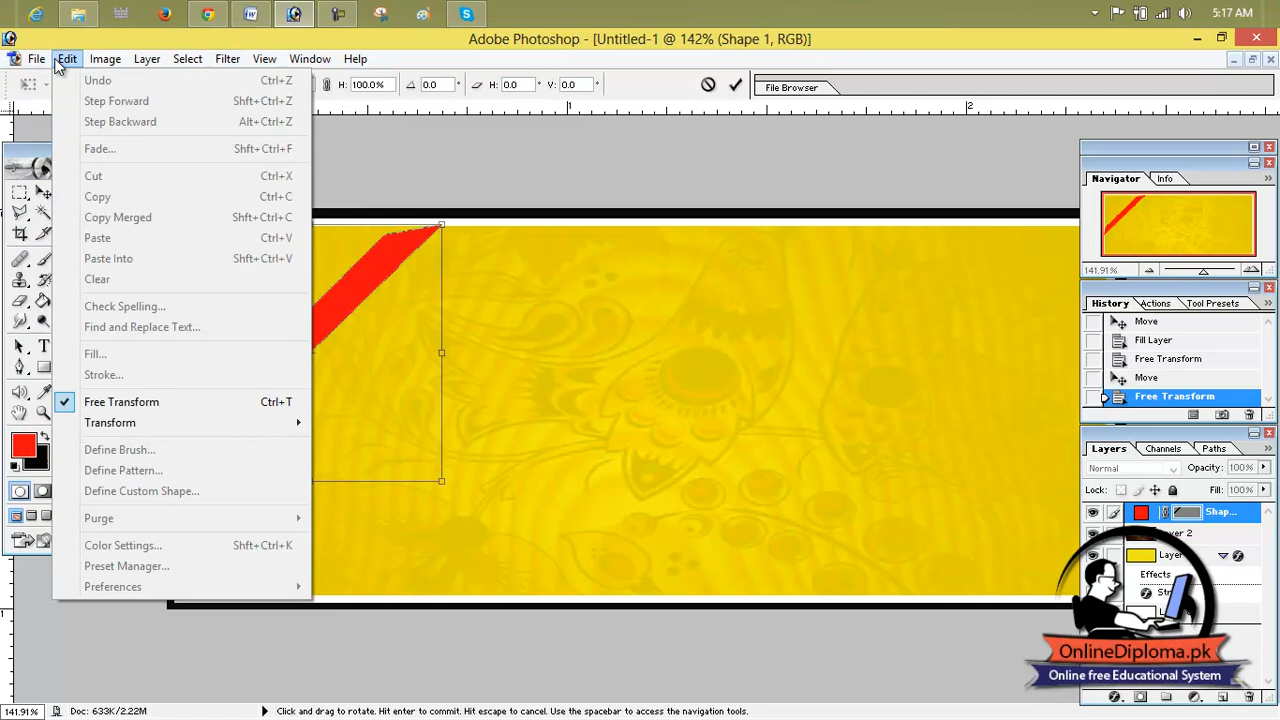 5:17 AM
Adobe Photoshop - [Untitled-1 @ 142% (Shape 1, RGB)]
File Edit Image Layer Select Filter View Window Help
H: 100.0% 0.0 ° H: 0.0 V: 0.0 °
File Browser
1 2
Undo Ctrl+Z
Step Forward Shft+Ctrl+Z
Step Backward Alt+Ctrl+Z
Fade... Shft+Ctrl+F
Cut Ctrl+X
Copy Ctrl+C
Copy Merged Shft+Ctrl+C
Paste Ctrl+V
Paste Into Shft+Ctrl+V
Clear
Check Spelling...
Find and Replace Text...
Fill...
Stroke...
Free Transform Ctrl+T
Transform
Define Brush...
Define Pattern...
Define Custom Shape...
Purge
Color Settings... Shft+Ctrl+K
Preset Manager...
Preferences
Navigator Info
141.91%
History Actions Tool Presets
Move
Fill Layer
Free Transform
Move
Free Transform
Layers Channels Paths
Normal Opacity: 100%
Lock: Fill: 100%
Shap...
Effects
OnlineDiploma.pk
Online free Educational System
141.91% Doc: 633K/2.22M Click and drag to rotate. Hit enter to commit. Hit escape to cancel. Use the spacebar to access the navigation tools.